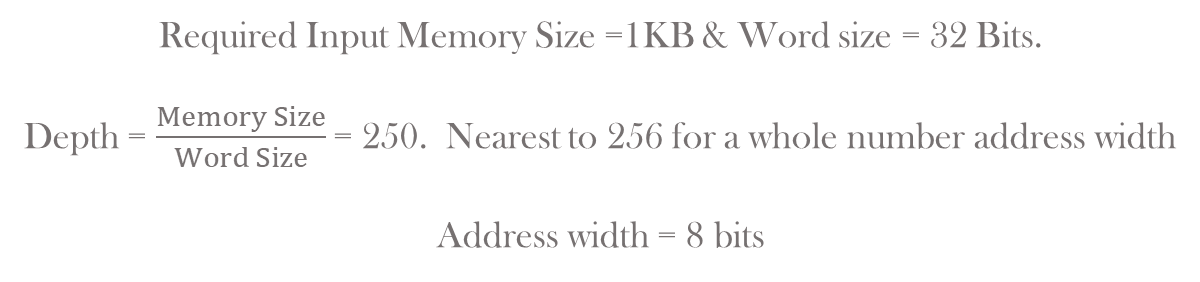 Required Input Memory Size =1KB & Word size = 32 Bits.
Depth = Memory Size / Word Size = 250. Nearest to 256 for a whole number address width
Address width = 8 bits